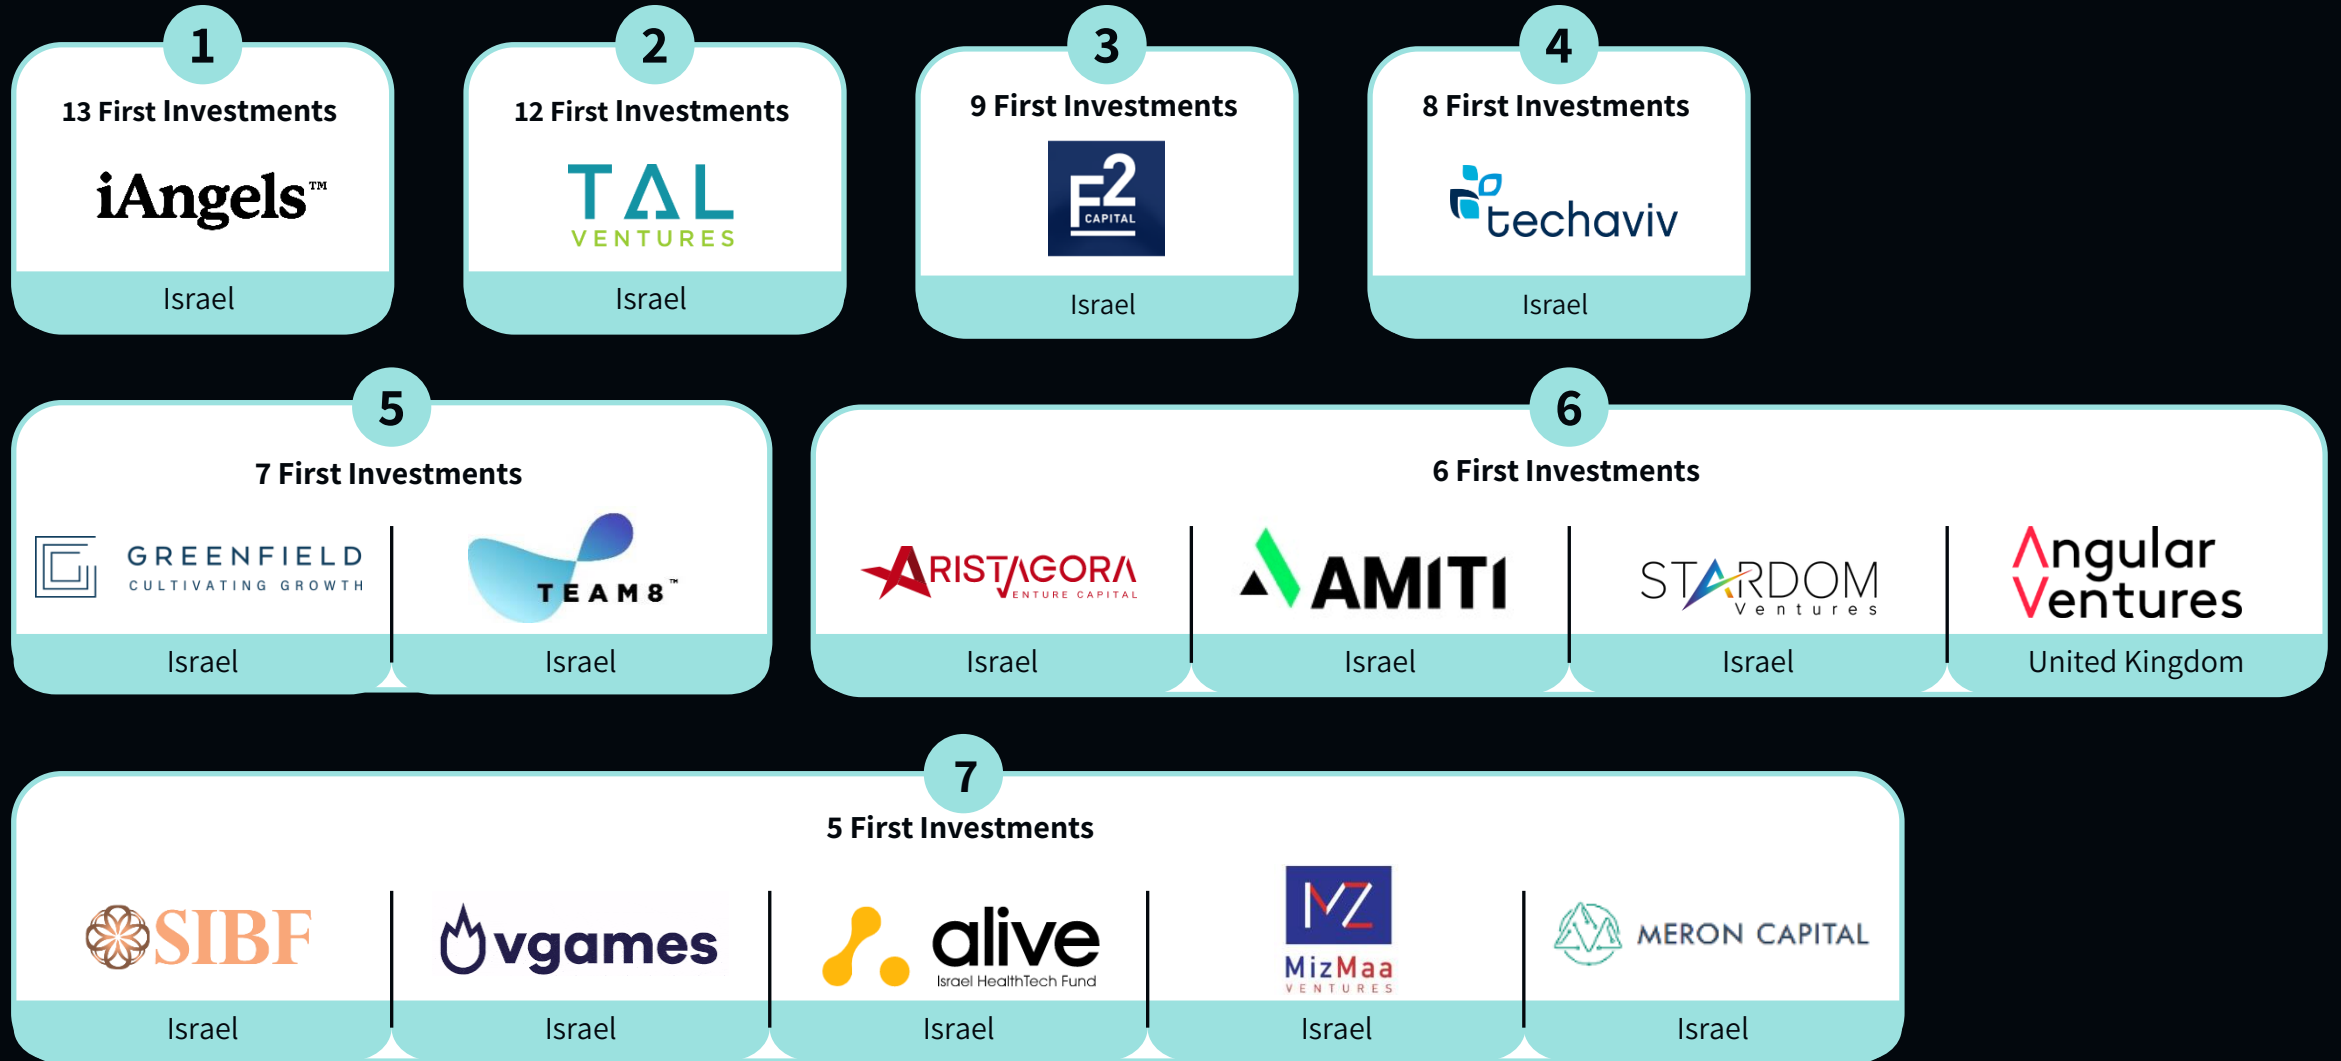 1
13 First Investments
iAngels™
Israel
2
12 First Investments
TAL
VENTURES
Israel
3
9 First Investments
F2
CAPITAL
Israel
4
8 First Investments
techaviv
Israel
5
7 First Investments
GREENFIELD
CULTIVATING GROWTH
Israel
TEAM8™
Israel
6
6 First Investments
ARISTAGORA
VENTURE CAPITAL
Israel
AMITI
Israel
STARDOM
Ventures
Israel
Angular
Ventures
United Kingdom
7
5 First Investments
SIBF
Israel
vgames
Israel
alive
Israel HealthTech Fund
Israel
MZ
MizMaa
VENTURES
Israel
MERON CAPITAL
Israel